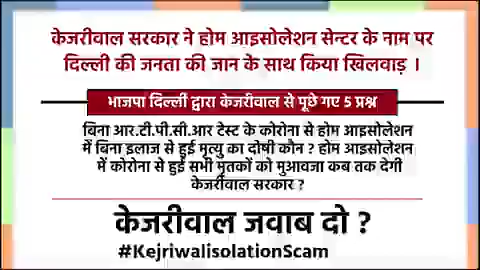 केजरीवाल सरकार ने होम आइसोलेशन सेन्टर के नाम पर
दिल्ली की जनता की जान के साथ किया खिलवाड़ ।
भाजपा दिल्ली द्वारा केजरीवाल से पूछे गए 5 प्रश्न
बिना आर.टी.पी.सी.आर टेस्ट के कोरोना से होम आइसोलेशन
में बिना इलाज से हुई मृत्यु का दोषी कौन ? होम आइसोलेशन
में कोरोना से हुई सभी मृतकों को मुआवजा कब तक देगी
केजरीवाल सरकार ?
केजरीवाल जवाब दो ?
#KejriwalisolationScam